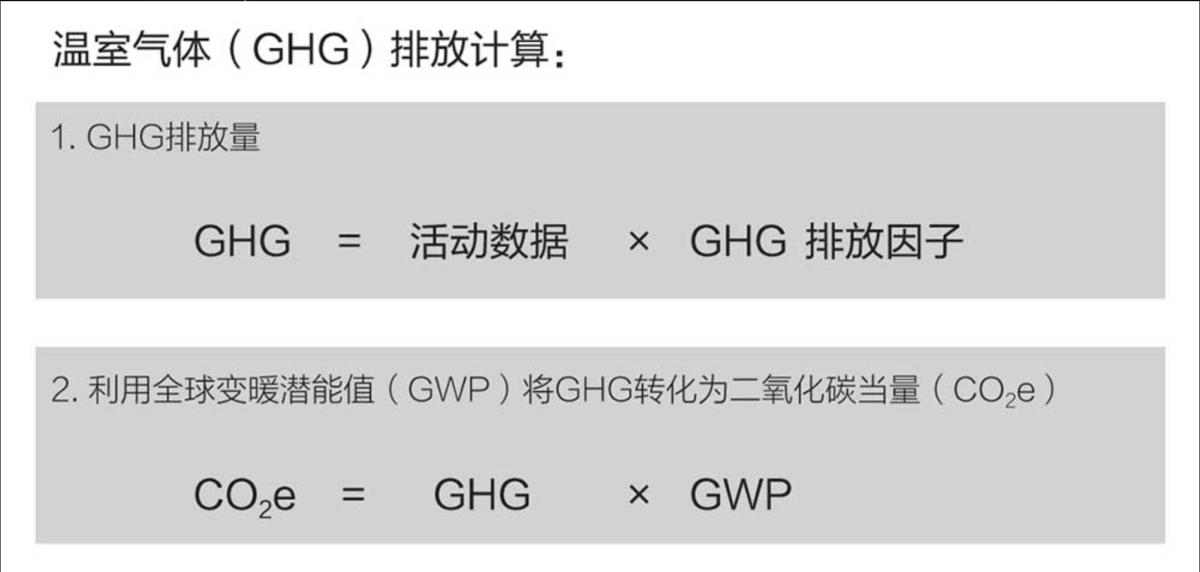 温室气体（GHG）排放计算：
1. GHG排放量
GHG = 活动数据 × GHG 排放因子
2. 利用全球变暖潜能值（GWP）将GHG转化为二氧化碳当量（CO₂e）
CO₂e = GHG × GWP